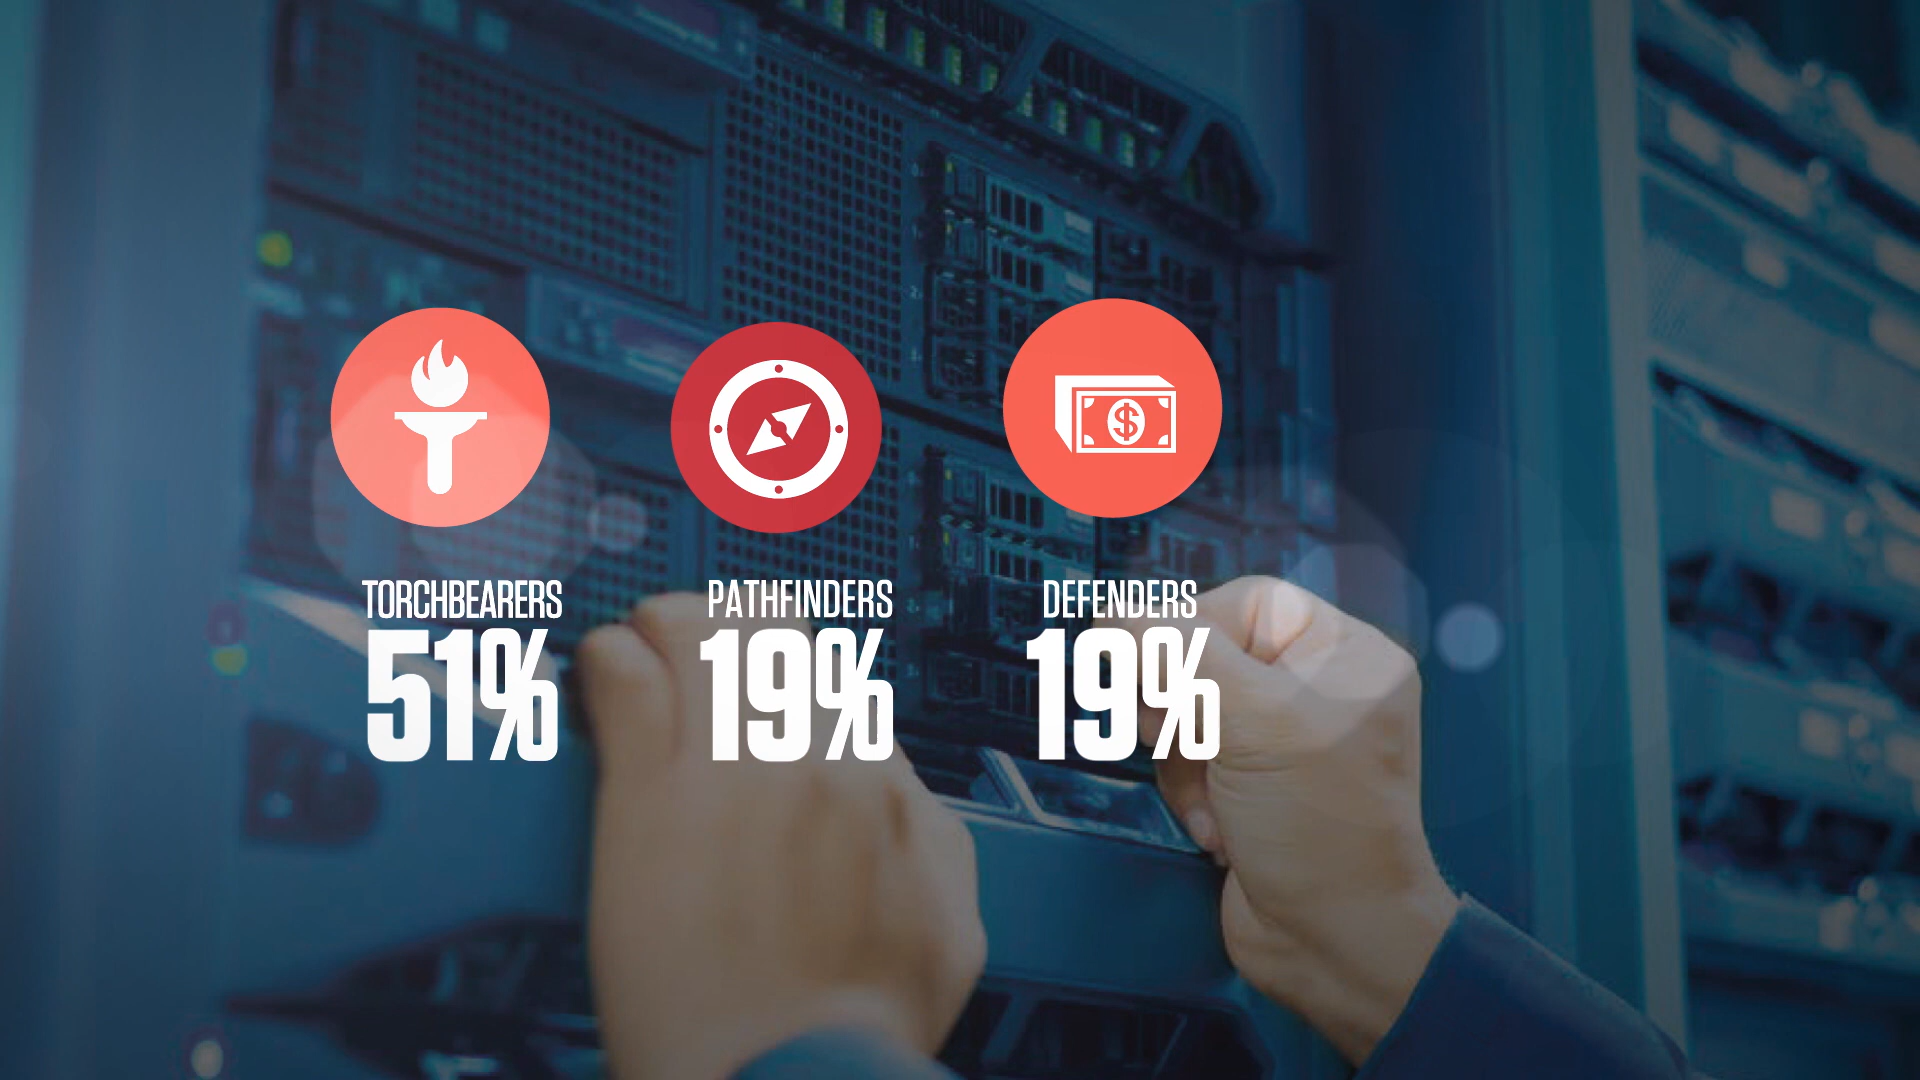 TORCHBEARERS
51%
PATHFINDERS
19%
DEFENDERS
19%